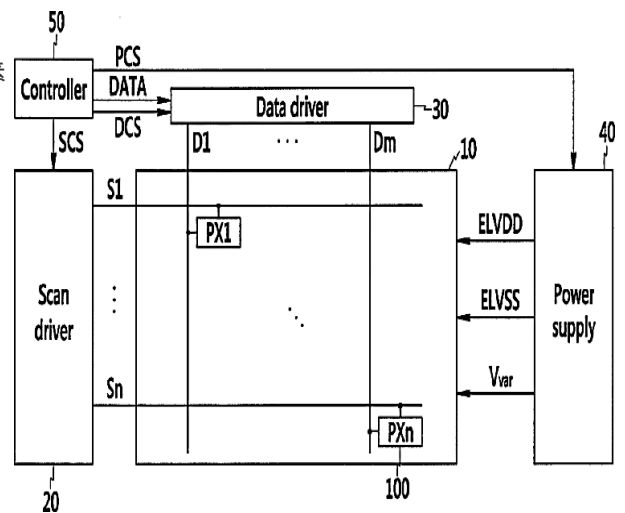 50
PCS
Controller
DATA
DCS
Data driver
30
SCS
D1
...
Dm
10
40
S1
PX1
ELVDD
Scan
driver
ELVSS
Power
supply
Vvar
Sn
PXn
20
100